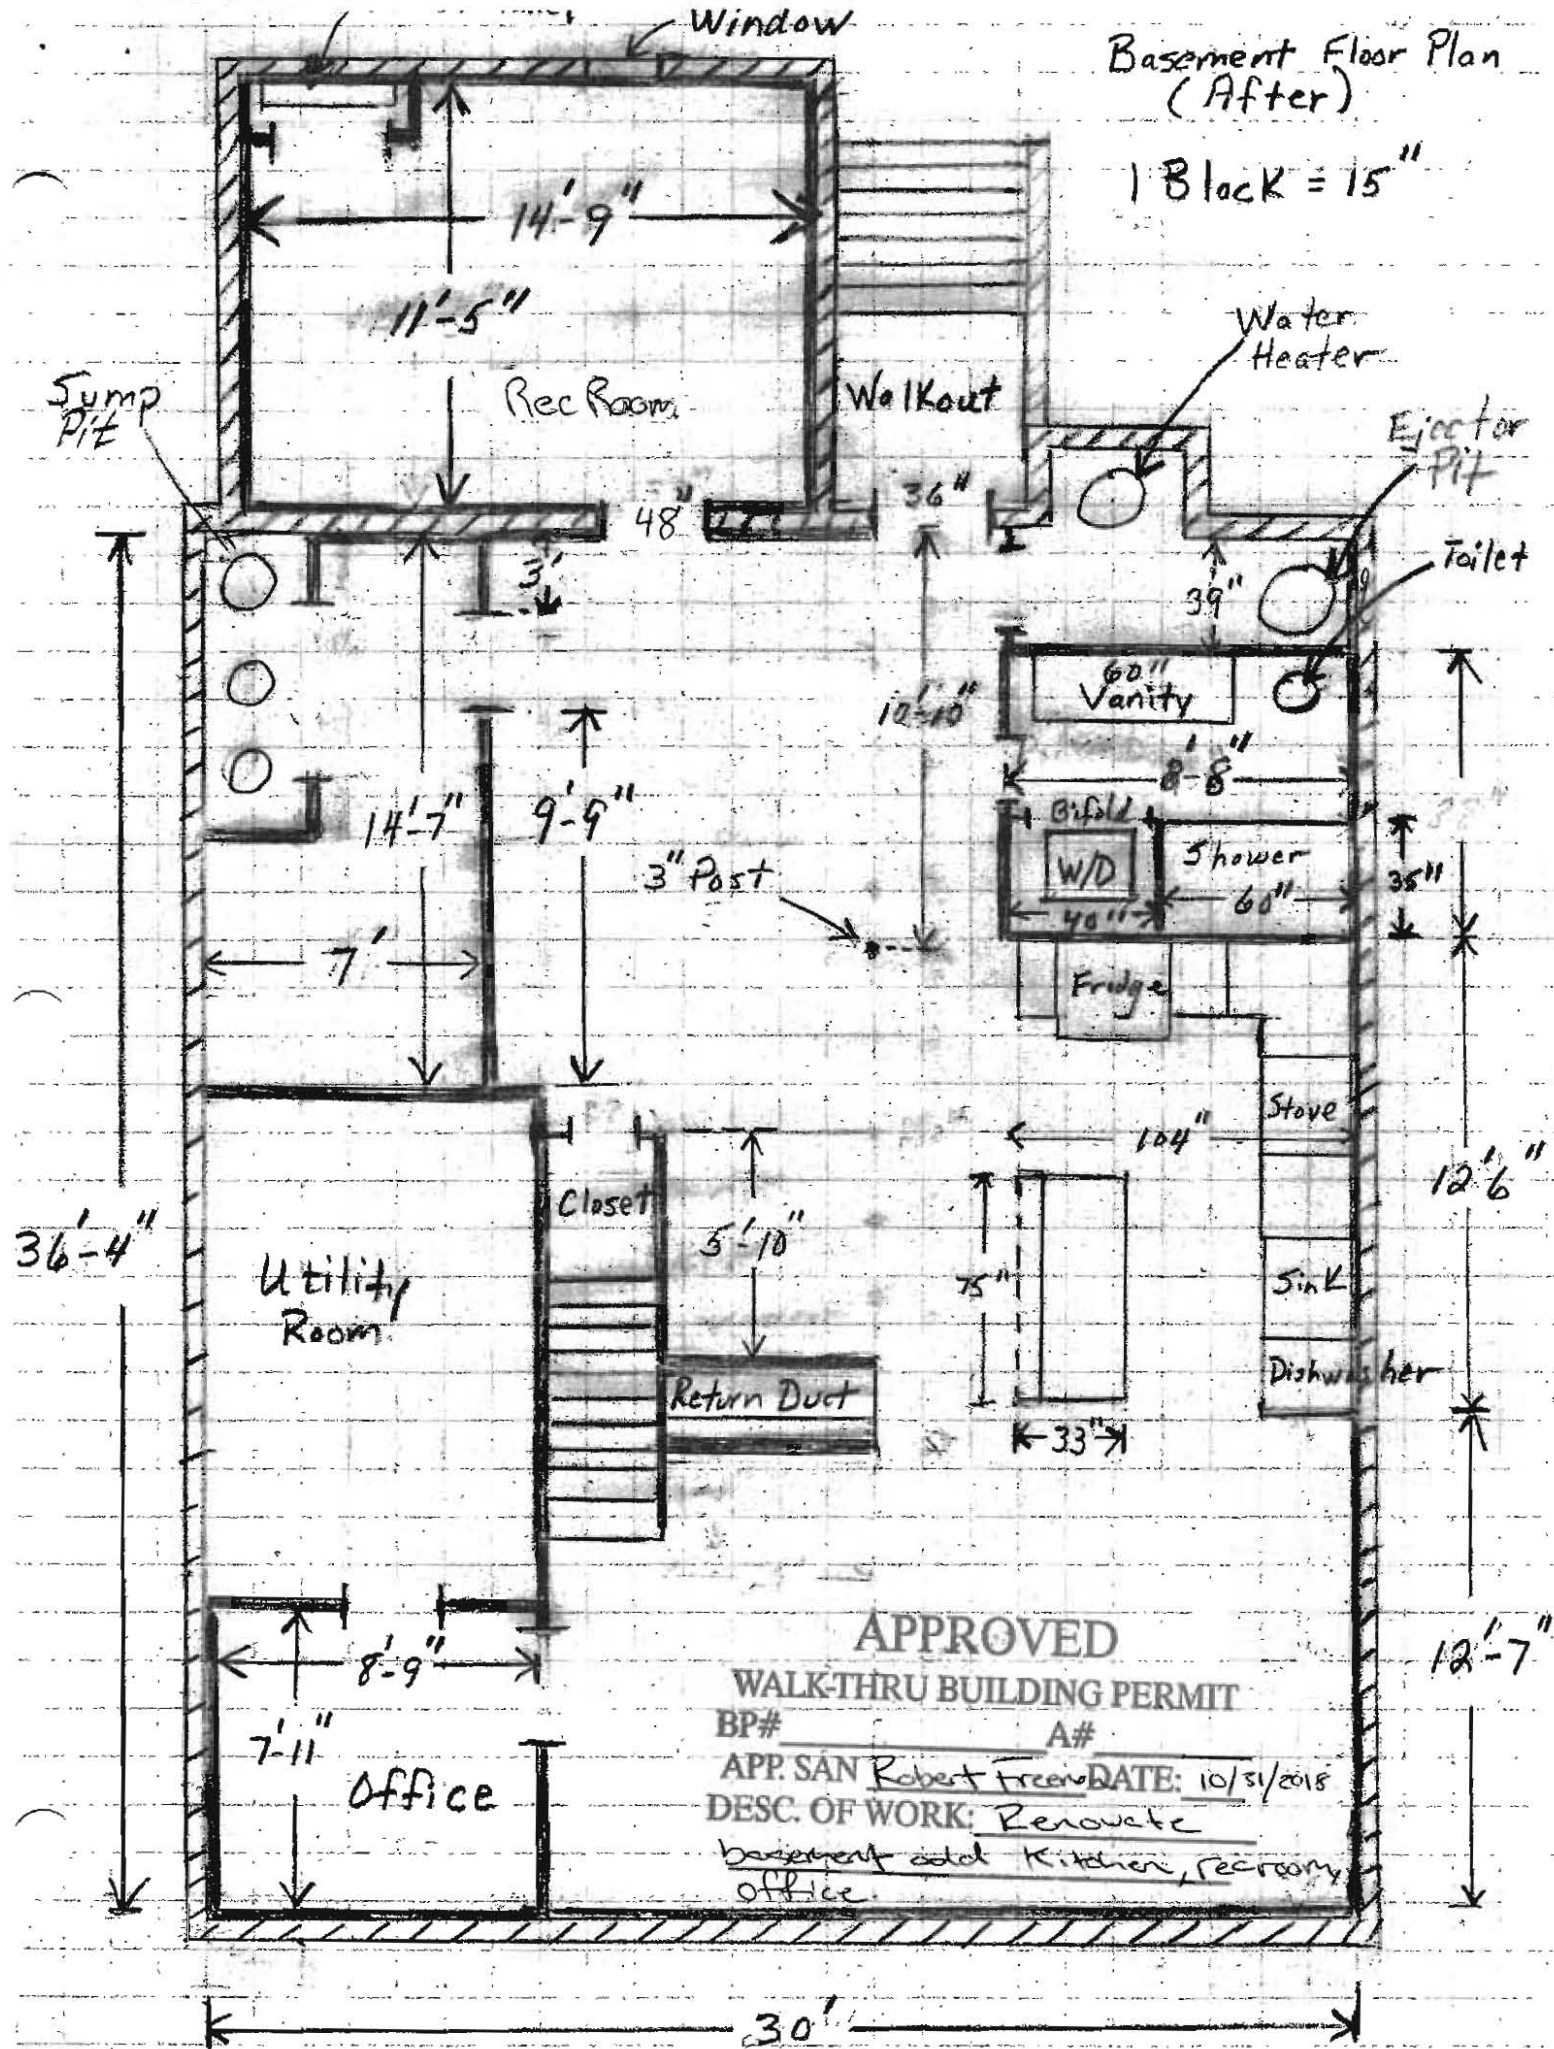 Window
Basement Floor Plan
(After)
1 Block = 15"
14'-9"
11'-5"
Rec Room
Walkout
Water
Heater
Sump
Pit
Ejector
Pit
48"
36"
3'
39"
Toilet
60"
Vanity
10'-10"
8'-8"
14'-7"
9'-9"
Bifold
3" Post
W/D
Shower
35"
40"
60"
7'
Fridge
Stove
104"
12'6"
Closet
5'-10"
36'-4"
75"
Sink
Utility
Room
Return Duct
Dishwasher
33"
APPROVED
8'-9"
12'-7"
WALK-THRU BUILDING PERMIT
BP# A#
7'-11"
APP. SAN Robert DATE: 10/31/2018
Office
DESC. OF WORK: Renovate
basement add Kitchen, recroom,
office.
30'